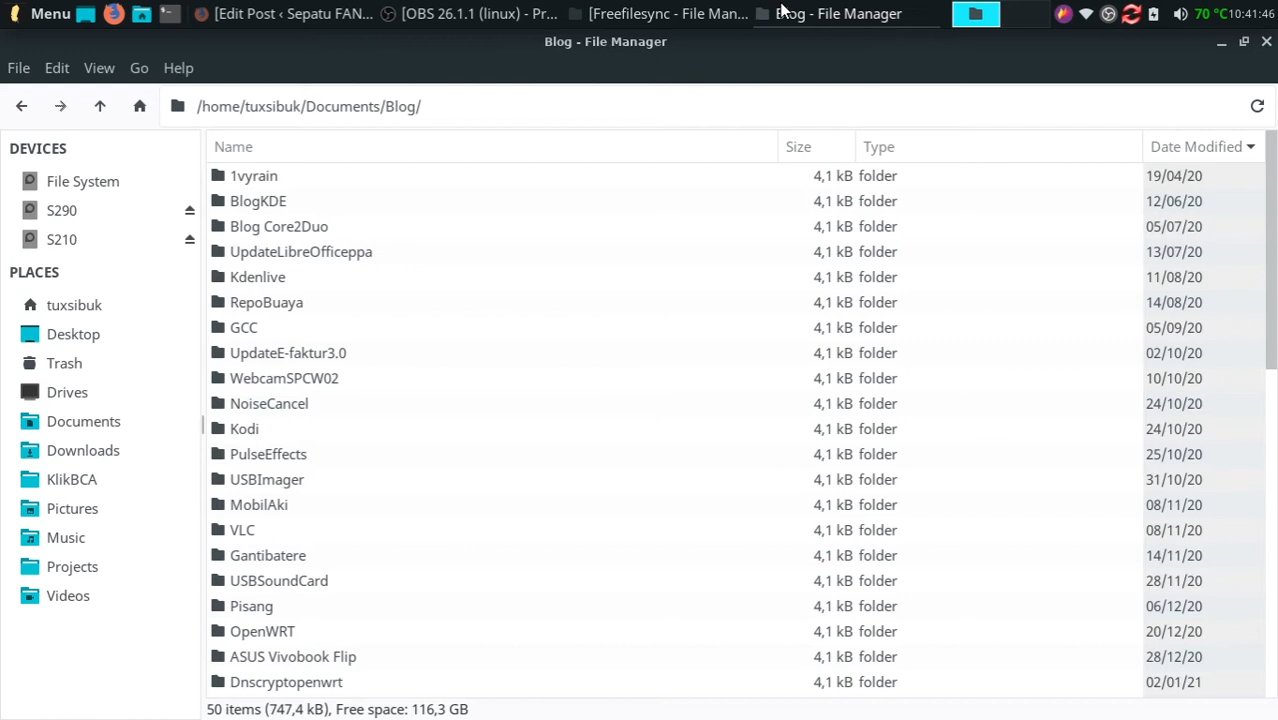 Menu [Edit Post ‹ Sepatu FAN... [OBS 26.1.1 (linux) - Pr... [Freefilesync - File Man... Blog - File Manager 70 °C 10:41:46
Blog - File Manager
File Edit View Go Help
/home/tuxsibuk/Documents/Blog/
DEVICES
File System
S290
S210
PLACES
tuxsibuk
Desktop
Trash
Drives
Documents
Downloads
KlikBCA
Pictures
Music
Projects
Videos
Name Size Type Date Modified
1vyrain 4,1 kB folder 19/04/20
BlogKDE 4,1 kB folder 12/06/20
Blog Core2Duo 4,1 kB folder 05/07/20
UpdateLibreOfficeppa 4,1 kB folder 13/07/20
Kdenlive 4,1 kB folder 11/08/20
RepoBuaya 4,1 kB folder 14/08/20
GCC 4,1 kB folder 05/09/20
UpdateE-faktur3.0 4,1 kB folder 02/10/20
WebcamSPCW02 4,1 kB folder 10/10/20
NoiseCancel 4,1 kB folder 24/10/20
Kodi 4,1 kB folder 24/10/20
PulseEffects 4,1 kB folder 25/10/20
USBImager 4,1 kB folder 31/10/20
MobilAki 4,1 kB folder 08/11/20
VLC 4,1 kB folder 08/11/20
Gantibatere 4,1 kB folder 14/11/20
USBSoundCard 4,1 kB folder 28/11/20
Pisang 4,1 kB folder 06/12/20
OpenWRT 4,1 kB folder 20/12/20
ASUS Vivobook Flip 4,1 kB folder 28/12/20
Dnscryptopenwrt 4,1 kB folder 02/01/21
50 items (747,4 kB), Free space: 116,3 GB